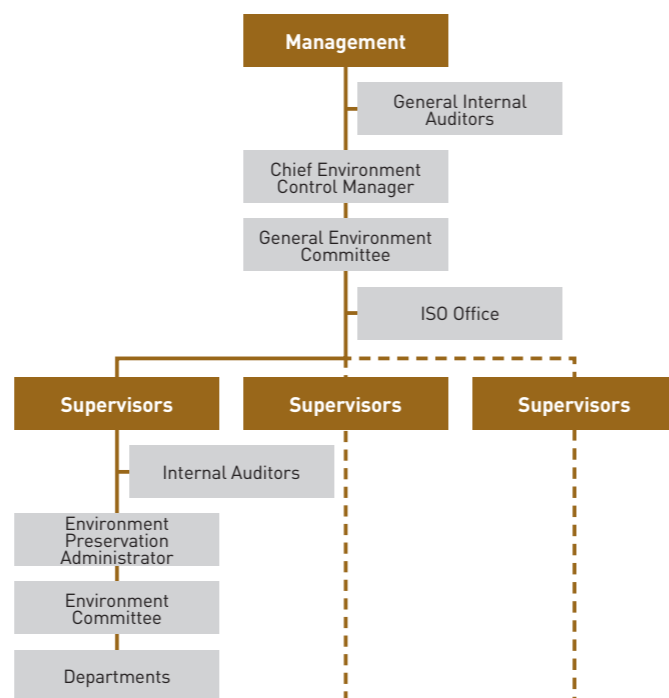 Management
General Internal
Auditors
Chief Environment
Control Manager
General Environment
Committee
ISO Office
Supervisors
Supervisors
Supervisors
Internal Auditors
Environment
Preservation
Administrator
Environment
Committee
Departments